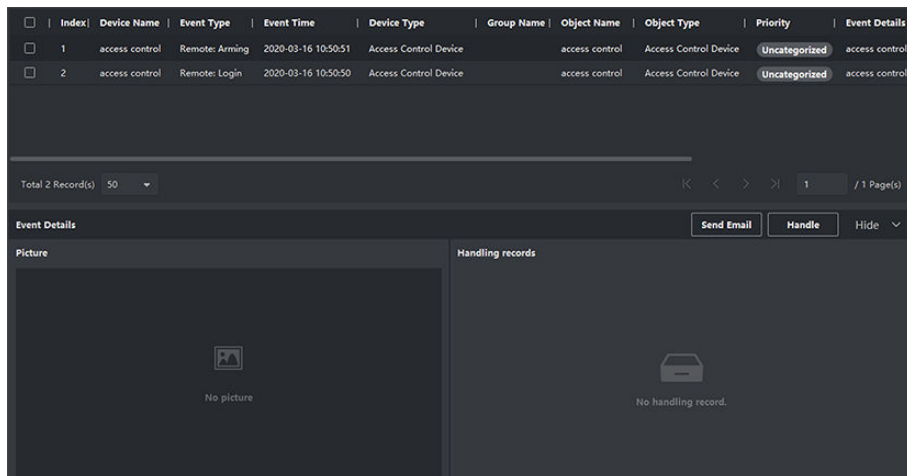 Index Device Name Event Type Event Time Device Type Group Name Object Name Object Type Priority Event Details
1 access control Remote: Arming 2020-03-16 10:50:51 Access Control Device access control Access Control Device Uncategorized access control
2 access control Remote: Login 2020-03-16 10:50:50 Access Control Device access control Access Control Device Uncategorized access control
Total 2 Record(s) 50 1 / 1 Page(s)
Event Details Send Email Handle Hide
Picture Handling records
No picture No handling record.